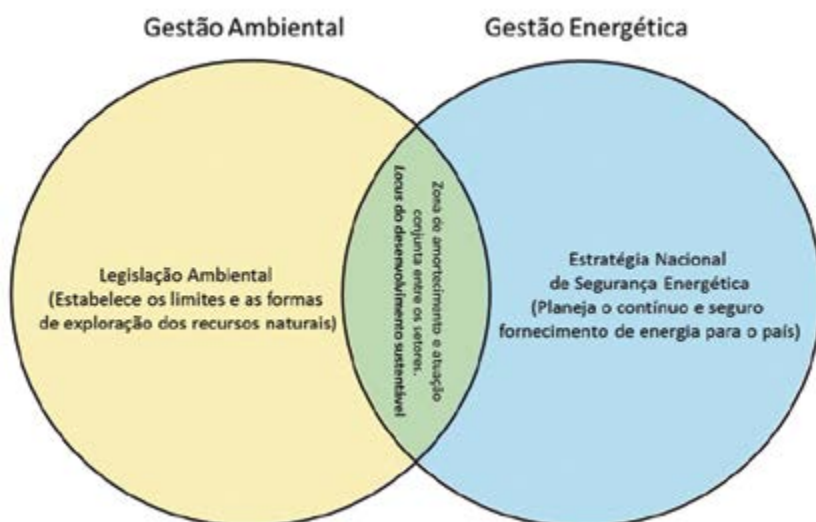 Gestão Ambiental
Gestão Energética
Legislação Ambiental
(Estabelece os limites e as formas
de exploração dos recursos naturais)
Zona de amortecimento e atuação
conjunta entre os setores.
Locus do desenvolvimento sustentável
Estratégia Nacional
de Segurança Energética
(Planeja o contínuo e seguro
fornecimento de energia para o país)